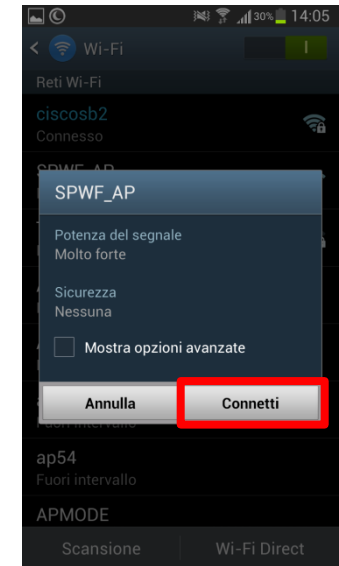 30% 14:05
Wi-Fi
Reti Wi-Fi
ciscosb2
Connesso
SPWF_AP
SPWF_AP
Potenza del segnale
Molto forte
Sicurezza
Nessuna
Mostra opzioni avanzate
Annulla
Connetti
Fuori intervallo
ap54
Fuori intervallo
APMODE
Scansione
Wi-Fi Direct